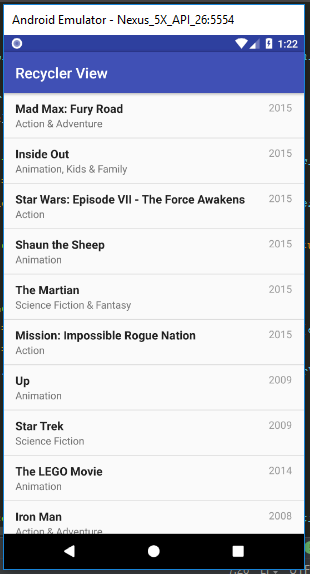 Android Emulator - Nexus_5X_API_26:5554
1:22
Recycler View
Mad Max: Fury Road 2015
Action & Adventure
Inside Out 2015
Animation, Kids & Family
Star Wars: Episode VII - The Force Awakens 2015
Action
Shaun the Sheep 2015
Animation
The Martian 2015
Science Fiction & Fantasy
Mission: Impossible Rogue Nation 2015
Action
Up 2009
Animation
Star Trek 2009
Science Fiction
The LEGO Movie 2014
Animation
Iron Man 2008
Action & Adventure